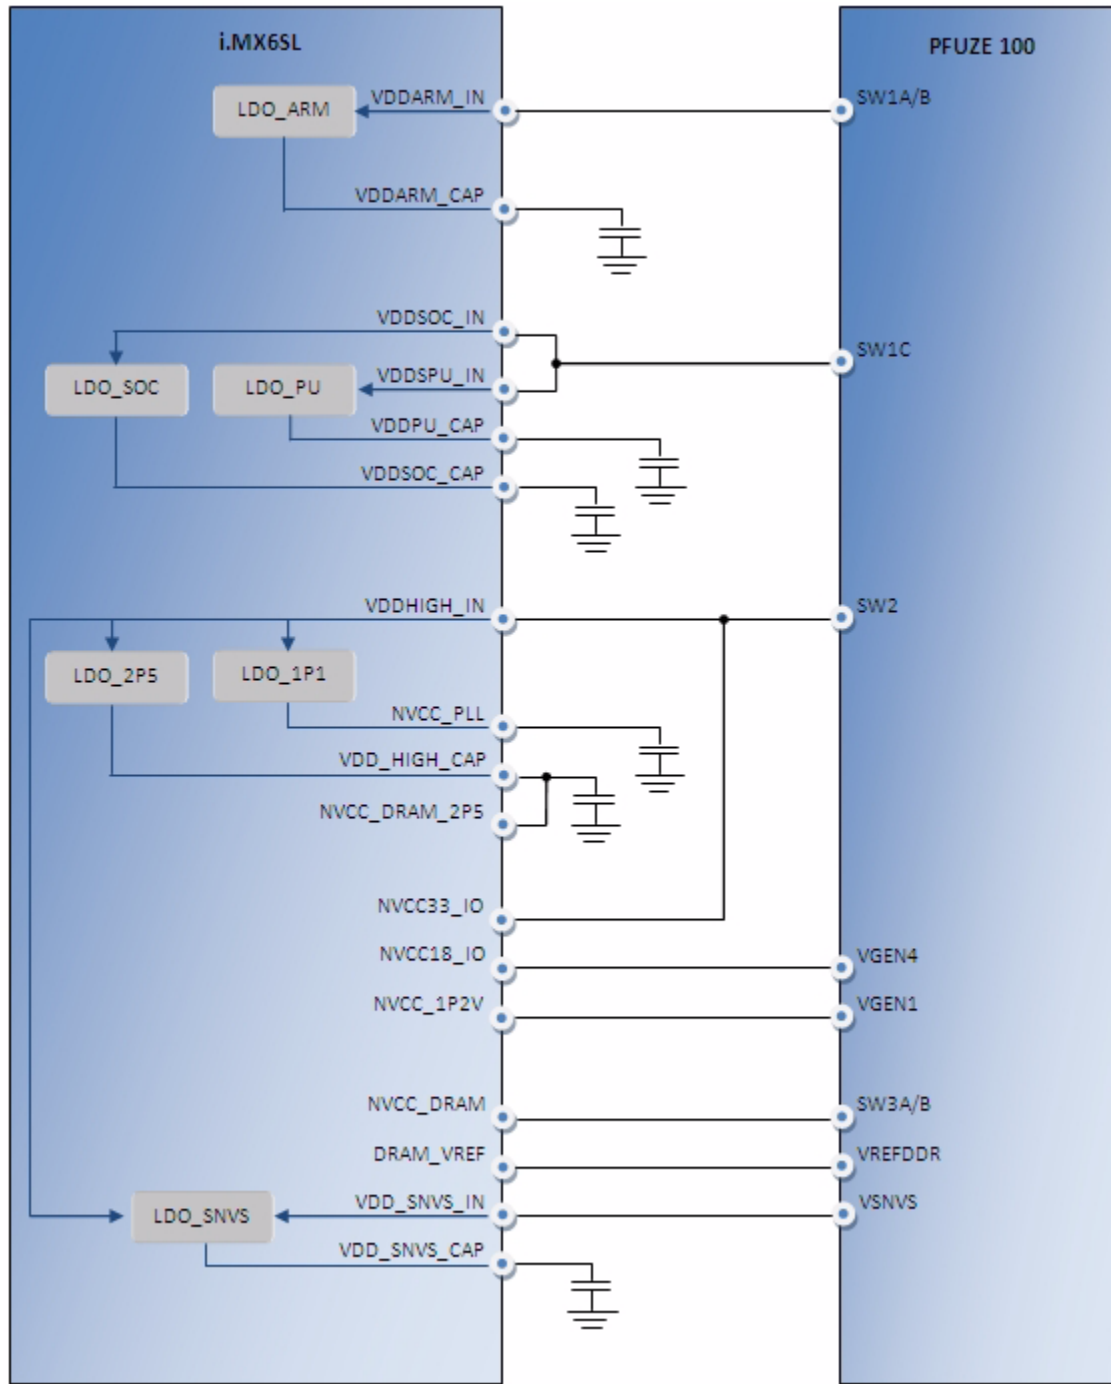 i.MX6SL
PFUZE 100
LDO_ARM
VDDARM_IN
SW1A/B
VDDARM_CAP
VDDSOC_IN
SW1C
LDO_SOC
LDO_PU
VDDSPU_IN
VDDPU_CAP
VDDSOC_CAP
VDDHIGH_IN
SW2
LDO_2P5
LDO_1P1
NVCC_PLL
VDD_HIGH_CAP
NVCC_DRAM_2P5
NVCC33_IO
NVCC18_IO
VGEN4
NVCC_1P2V
VGEN1
NVCC_DRAM
SW3A/B
DRAM_VREF
VREFDDR
LDO_SNVS
VDD_SNVS_IN
VSNVS
VDD_SNVS_CAP